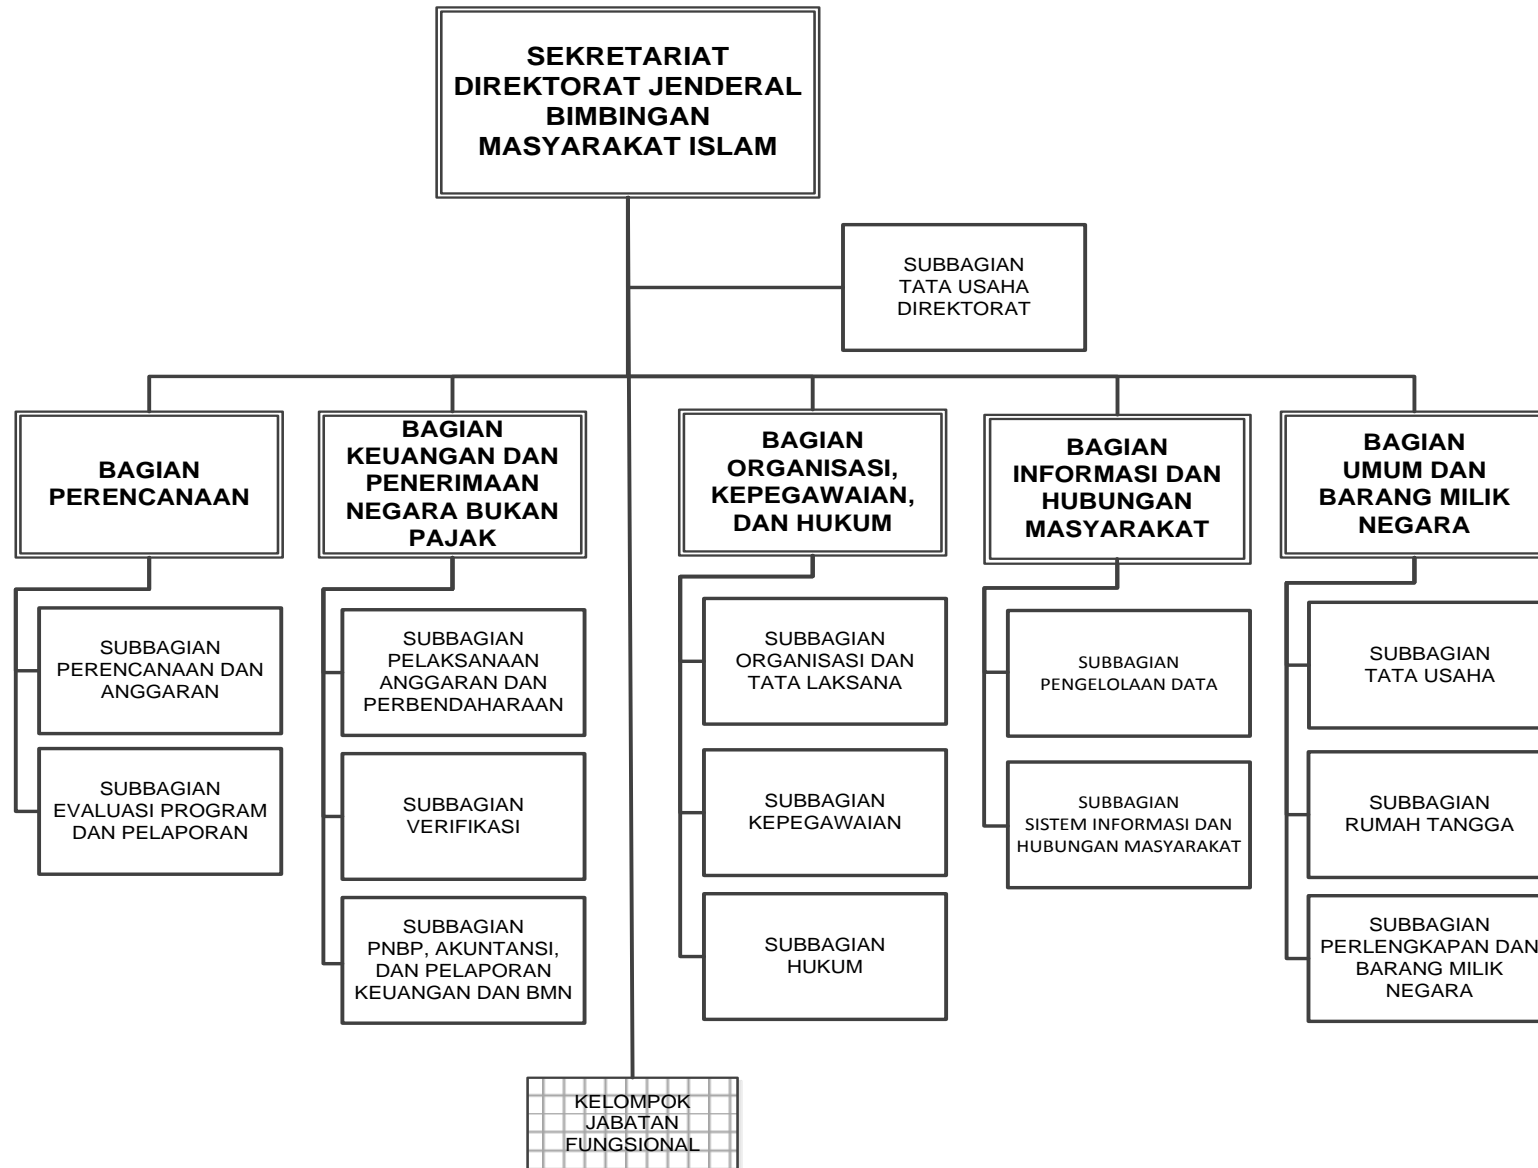 SEKRETARIAT
DIREKTORAT JENDERAL
BIMBINGAN
MASYARAKAT ISLAM
SUBBAGIAN
TATA USAHA
DIREKTORAT
BAGIAN
PERENCANAAN
BAGIAN
KEUANGAN DAN
PENERIMAAN
NEGARA BUKAN
PAJAK
BAGIAN
ORGANISASI,
KEPEGAWAIAN,
DAN HUKUM
BAGIAN
INFORMASI DAN
HUBUNGAN
MASYARAKAT
BAGIAN
UMUM DAN
BARANG MILIK
NEGARA
SUBBAGIAN
PERENCANAAN DAN
ANGGARAN
SUBBAGIAN
EVALUASI PROGRAM
DAN PELAPORAN
SUBBAGIAN
PELAKSANAAN
ANGGARAN DAN
PERBENDAHARAAN
SUBBAGIAN
VERIFIKASI
SUBBAGIAN
PNBP, AKUNTANSI,
DAN PELAPORAN
KEUANGAN DAN BMN
SUBBAGIAN
ORGANISASI DAN
TATA LAKSANA
SUBBAGIAN
KEPEGAWAIAN
SUBBAGIAN
HUKUM
SUBBAGIAN
PENGELOLAAN DATA
SUBBAGIAN
SISTEM INFORMASI DAN
HUBUNGAN MASYARAKAT
SUBBAGIAN
TATA USAHA
SUBBAGIAN
RUMAH TANGGA
SUBBAGIAN
PERLENGKAPAN DAN
BARANG MILIK
NEGARA
KELOMPOK
JABATAN
FUNGSIONAL